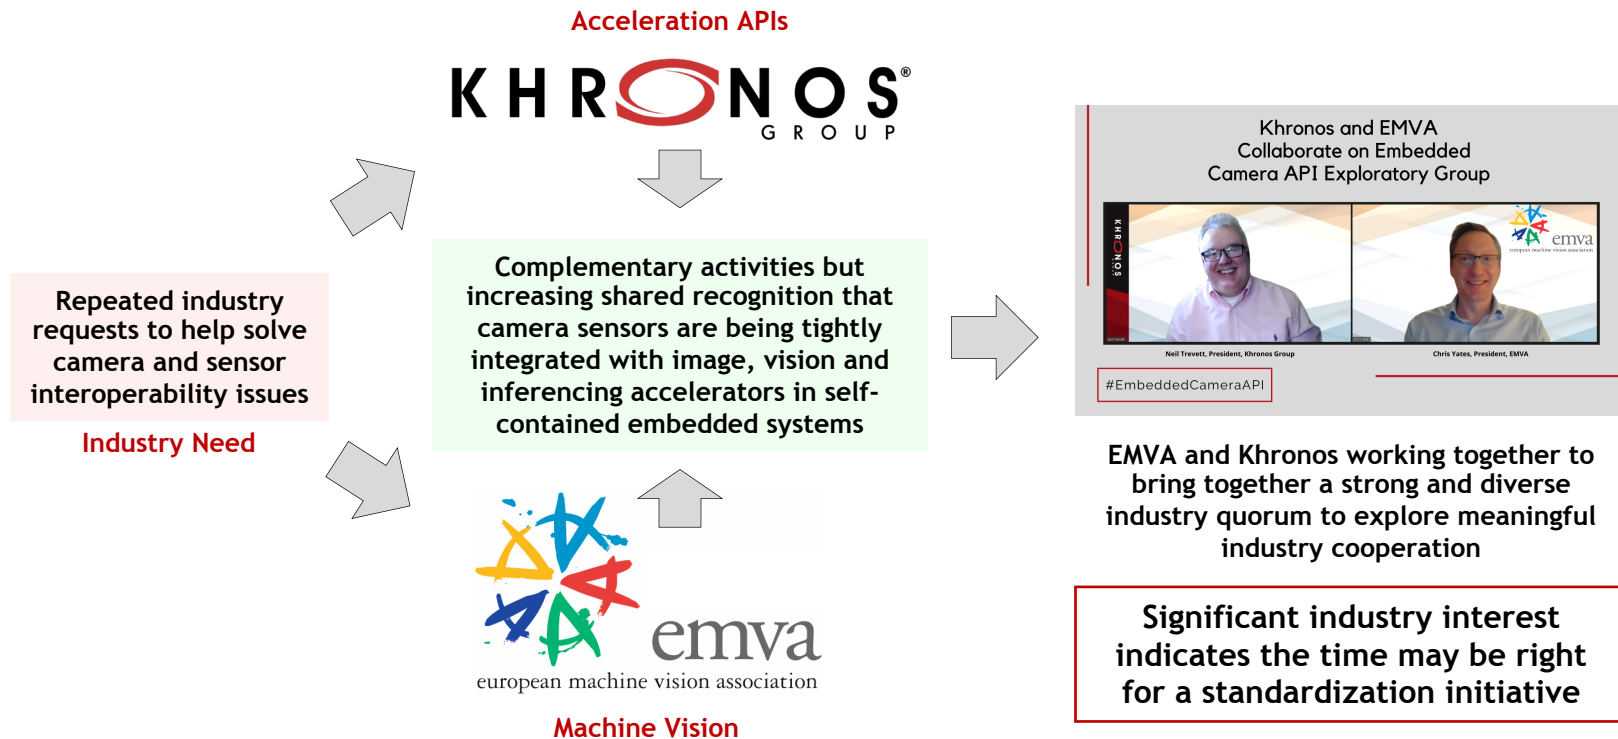 Acceleration APIs
KHRONOS®
GROUP
Repeated industry
requests to help solve
camera and sensor
interoperability issues
Industry Need
Complementary activities but
increasing shared recognition that
camera sensors are being tightly
integrated with image, vision and
inferencing accelerators in self-
contained embedded systems
emva
european machine vision association
Machine Vision
Khronos and EMVA
Collaborate on Embedded
Camera API Exploratory Group
KHRONOS
emva
european machine vision association
Neil Trevett, President, Khronos Group
Chris Yates, President, EMVA
#EmbeddedCameraAPI
EMVA and Khronos working together to
bring together a strong and diverse
industry quorum to explore meaningful
industry cooperation
Significant industry interest
indicates the time may be right
for a standardization initiative